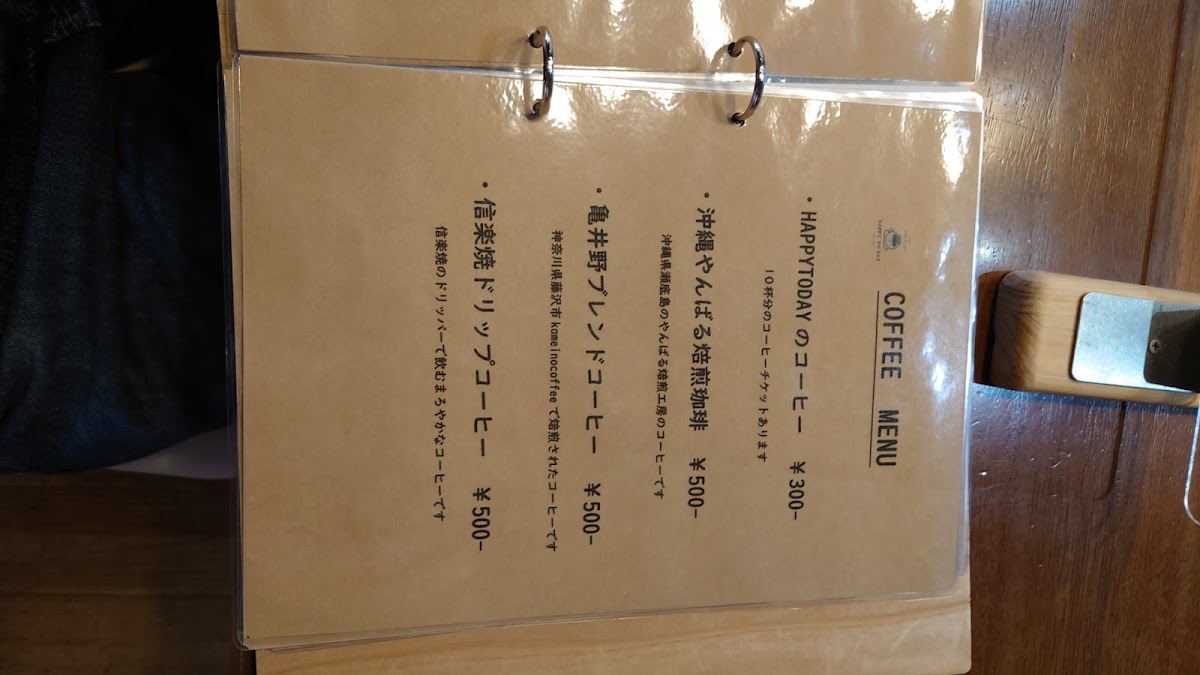 HAPPY TO DAY
COFFEE MENU
・HAPPYTODAY のコーヒー ¥300-
10杯分のコーヒーチケットあります
・沖縄やんばる焙煎珈琲 ¥500-
沖縄県瀬底島のやんばる焙煎工房のコーヒーです
・亀井野ブレンドコーヒー ¥500-
神奈川県藤沢市 kameinocoffee で焙煎されたコーヒーです
・信楽焼ドリップコーヒー ¥500-
信楽焼のドリッパーで飲むまろやかなコーヒーです